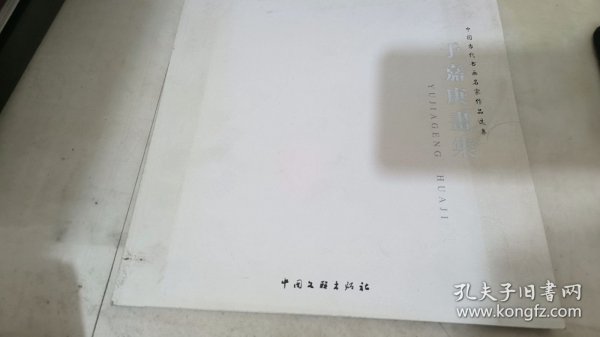 中国当代书画名家作品选集
于嘉庚画集
YUJIAGENG HUAJI
中国文联出版社
孔夫子旧书网
www.kongfz.com